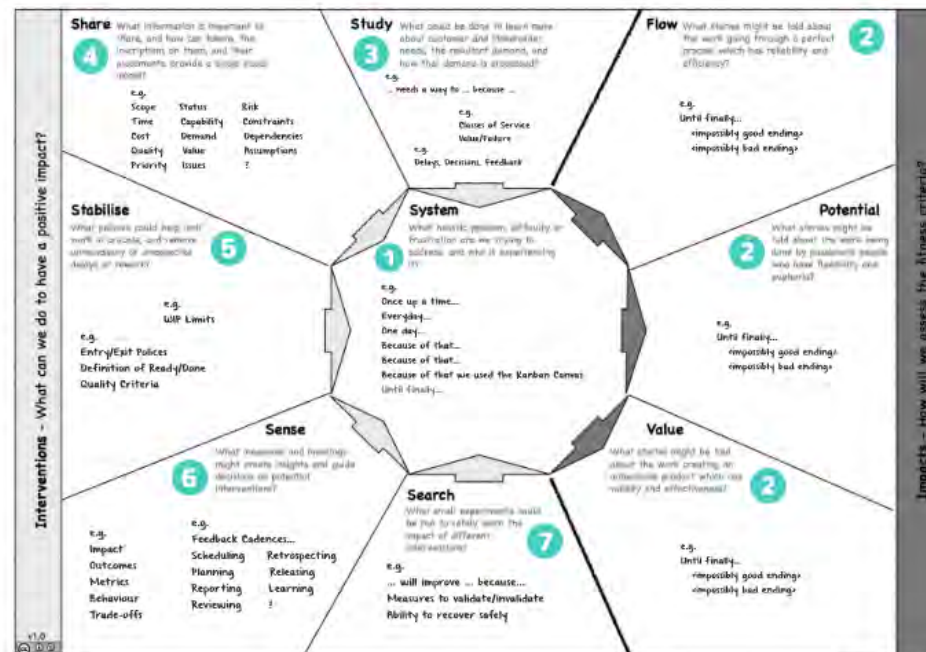 Interventions - What can we do to have a positive impact?
Share
What information is important to
share, and how can tokens, the
inscriptions on them, and their
placements provide a single visual
model?
4
e.g.
Scope Status Risk
Time Capability Constraints
Cost Demand Dependencies
Quality Value Assumptions
Priority Issues ?
Study
What could be done to learn more
about customer and stakeholder
needs, the resultant demand, and
how that demand is processed?
3
e.g.
... needs a way to ... because ...
e.g.
Classes of Service
Value/Failure
e.g.
Delays, Decisions, Feedback
Flow
What stories might be told about
the work going through a perfect
process which has reliability and
efficiency?
2
e.g.
Until finally...
<impossibly good ending>
<impossibly bad ending>
Stabilise
What policies could help limit
work in process, and remove
unnecessary or unexpected
delays or rework?
5
e.g.
WIP Limits
e.g.
Entry/Exit Polices
Definition of Ready/Done
Quality Criteria
System
What problem, difficulty or
frustration are we trying to
address, and who is experiencing
it?
1
e.g.
Once up a time...
Everyday...
One day...
Because of that...
Because of that...
Because of that we used the Kanban Canvas
Until finally...
Potential
What stories might be
told about the work being
done by passionate people
who have flexibility and
euphoria?
2
e.g.
Until finally...
<impossibly good ending>
<impossibly bad ending>
Sense
What measures and meetings
might create insights and guide
decisions on potential
interventions?
6
e.g.
Impact
Outcomes
Metrics
Behaviour
Trade-offs
e.g.
Feedback Cadences...
Scheduling Retrospecting
Planning Releasing
Reporting Learning
Reviewing ?
Search
What small experiments could
be run to safely learn the
impact of different
interventions?
7
e.g.
... will improve ... because...
Measures to validate/invalidate
Ability to recover safely
Value
What stories might be told
about the work creating an
awesome product which has
validity and effectiveness?
2
e.g.
Until finally...
<impossibly good ending>
<impossibly bad ending>
Impacts - How will we assess the fitness criteria?
v1.0